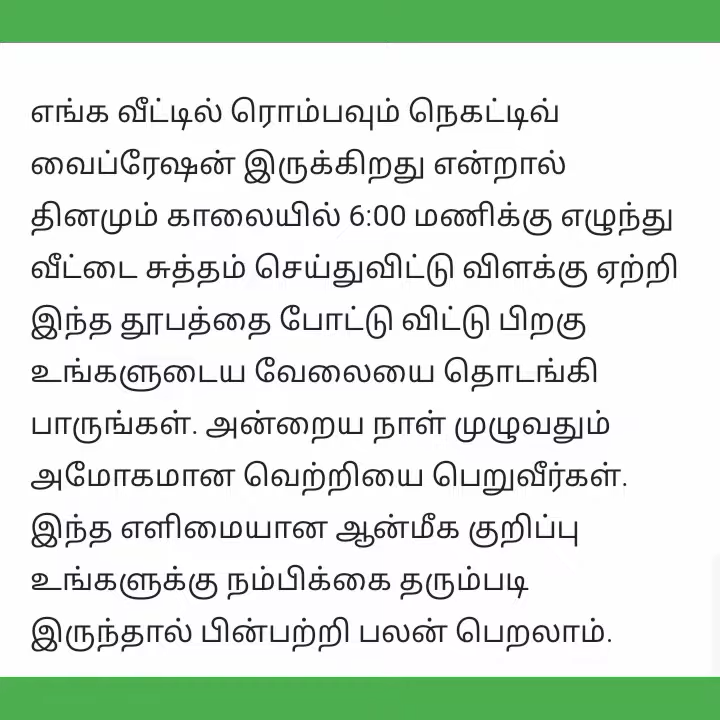 எங்க வீட்டில் ரொம்பவும் நெகட்டிவ்
வைப்ரேஷன் இருக்கிறது என்றால்
தினமும் காலையில் 6:00 மணிக்கு எழுந்து
வீட்டை சுத்தம் செய்துவிட்டு விளக்கு ஏற்றி
இந்த தூபத்தை போட்டு விட்டு பிறகு
உங்களுடைய வேலையை தொடங்கி
பாருங்கள். அன்றைய நாள் முழுவதும்
அமோகமான வெற்றியை பெறுவீர்கள்.
இந்த எளிமையான ஆன்மீக குறிப்பு
உங்களுக்கு நம்பிக்கை தரும்படி
இருந்தால் பின்பற்றி பலன் பெறலாம்.